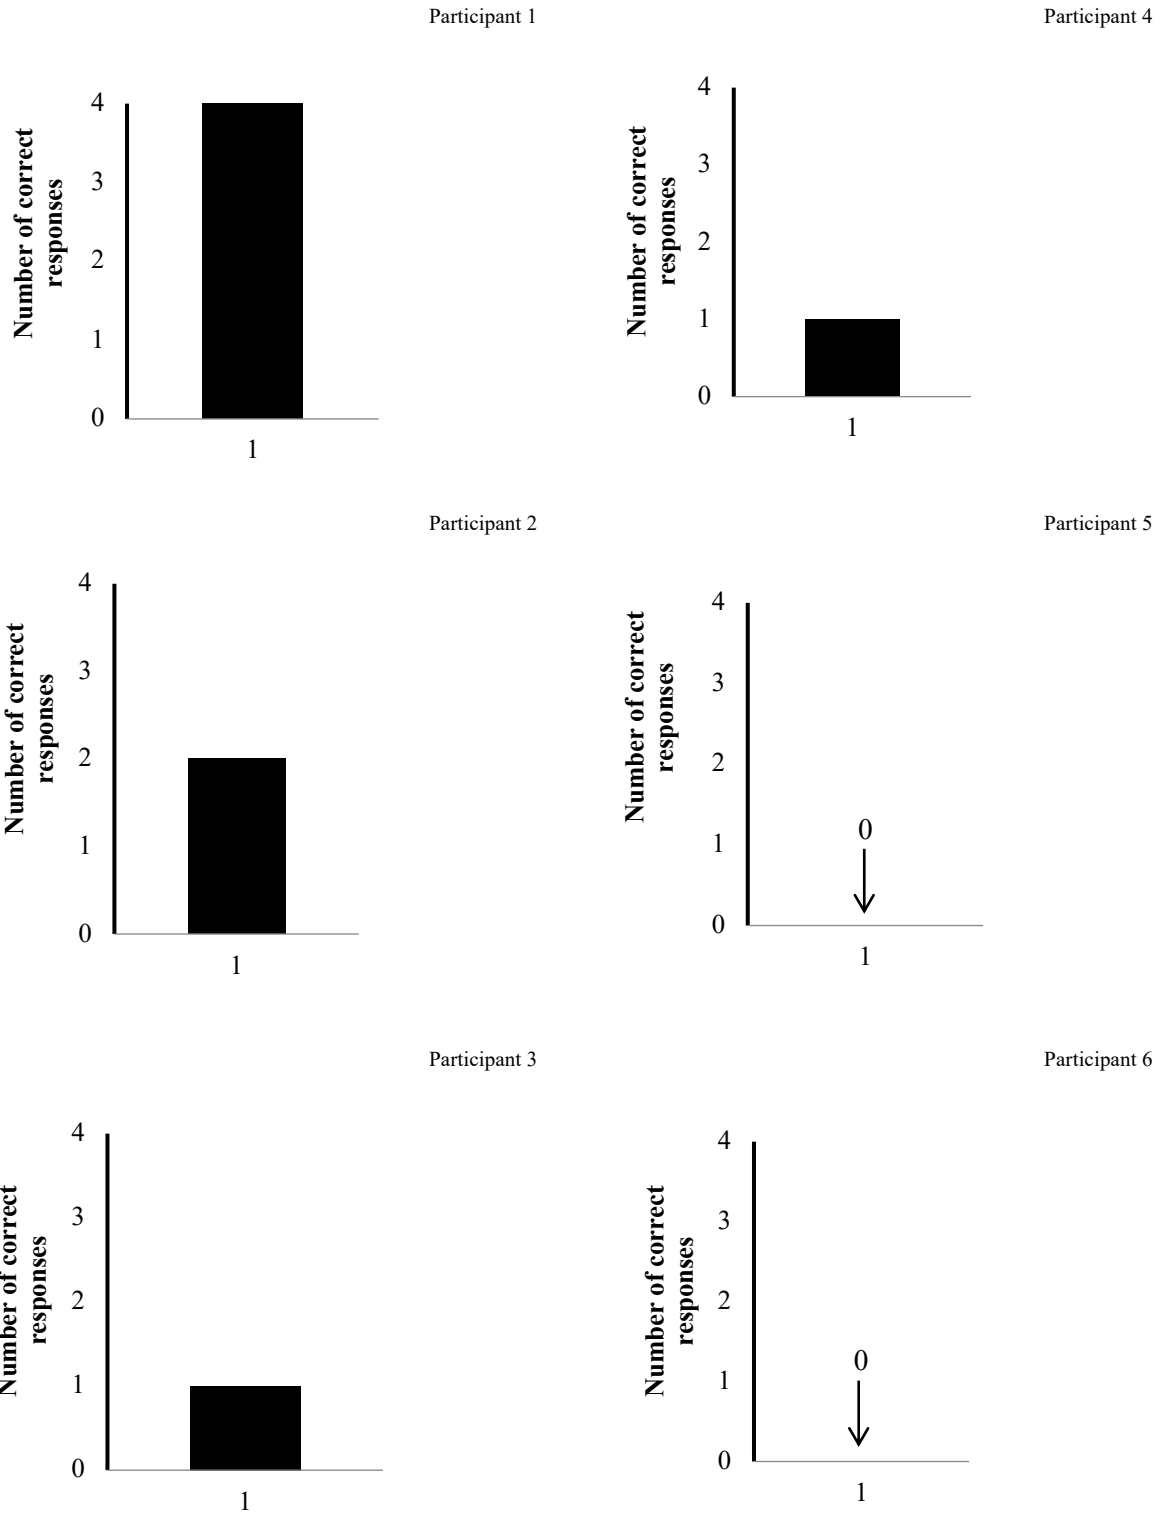 Participant 1
Number of correct
responses
4
3
2
1
0
1
Participant 4
Number of correct
responses
4
3
2
1
0
1
Participant 2
Number of correct
responses
4
3
2
1
0
1
Participant 5
Number of correct
responses
4
3
2
1
0
0
1
Participant 3
Number of correct
responses
4
3
2
1
0
1
Participant 6
Number of correct
responses
4
3
2
1
0
0
1